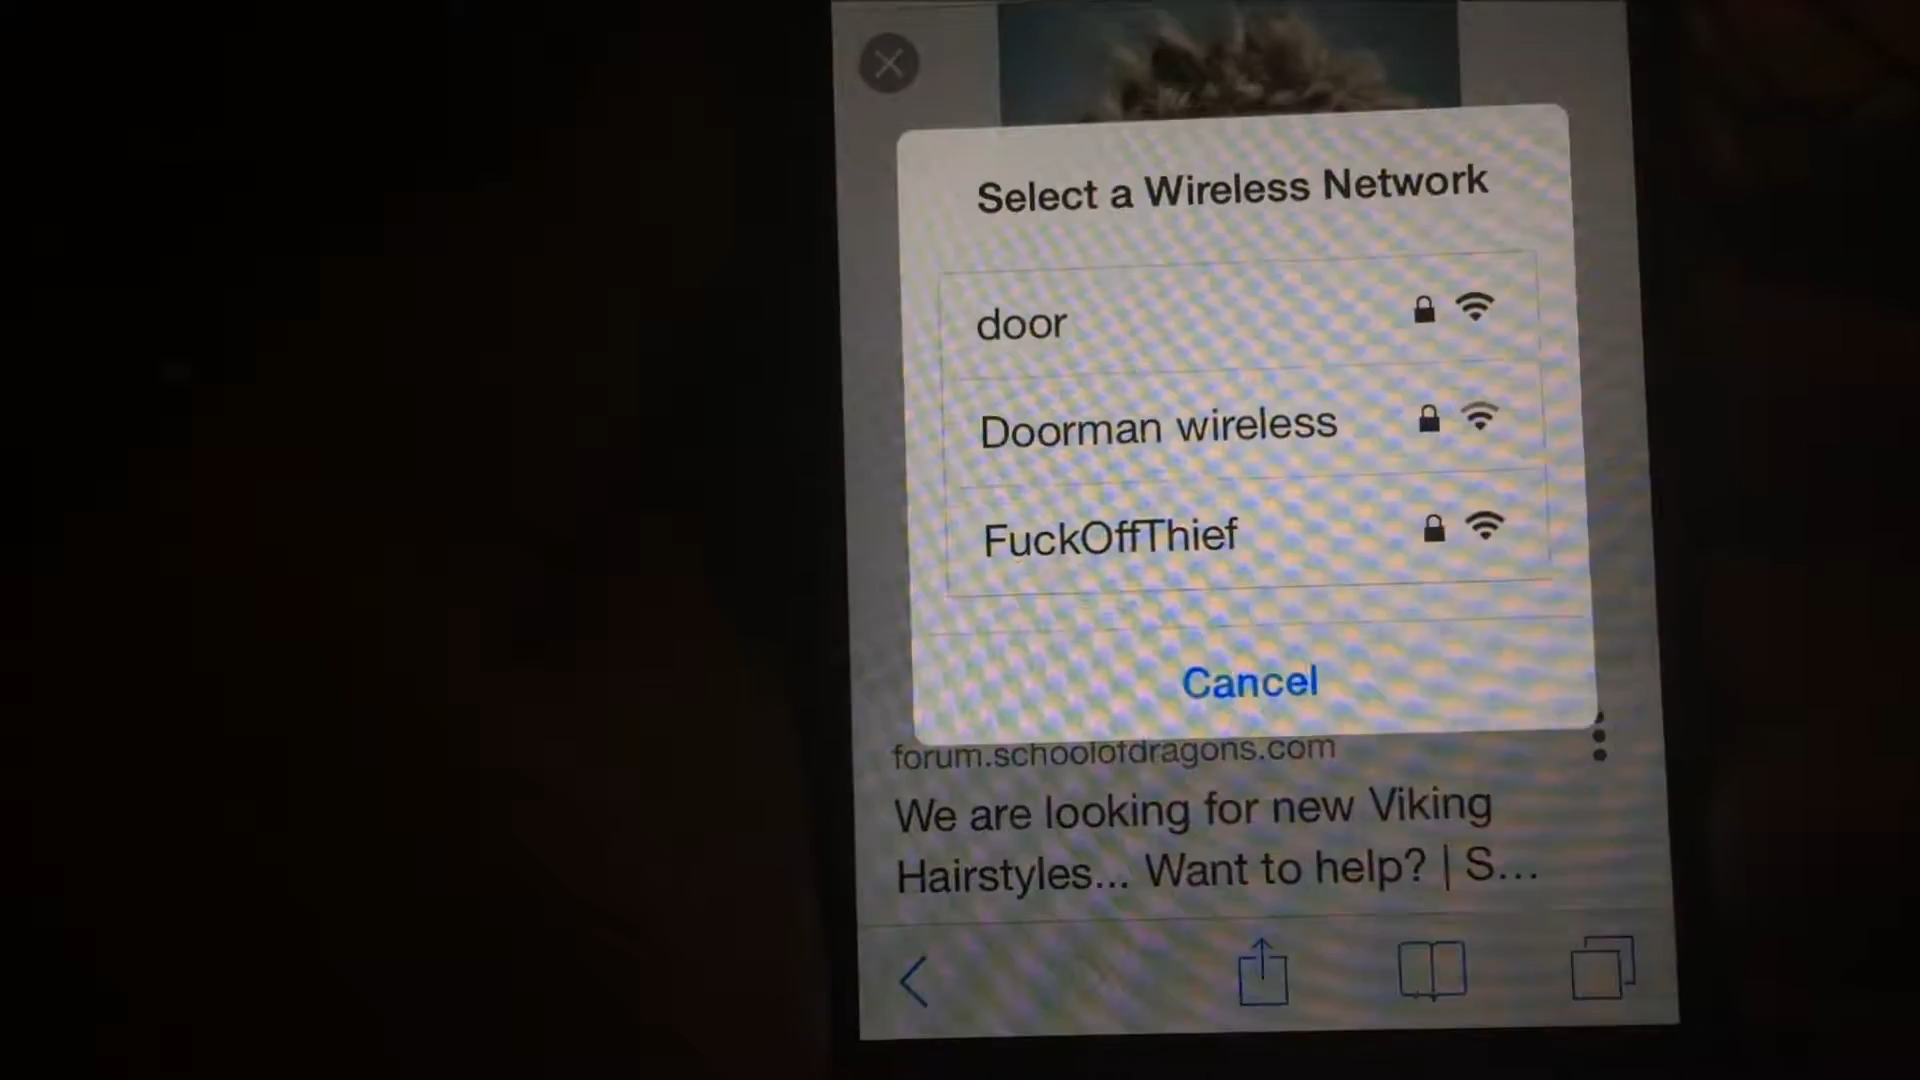 Select a Wireless Network
door
Doorman wireless
FuckOffThief
Cancel
forum.schoolofdragons.com
We are looking for new Viking
Hairstyles... Want to help? | S...